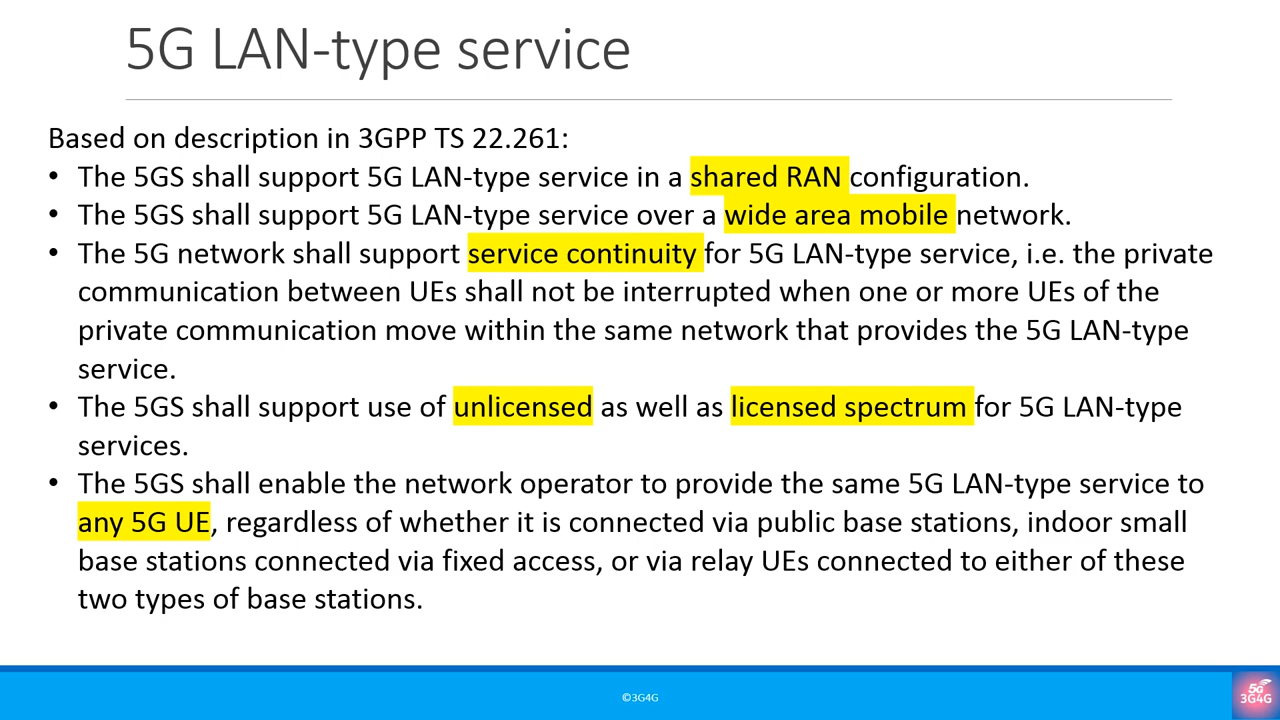 5G LAN-type service
Based on description in 3GPP TS 22.261:
• The 5GS shall support 5G LAN-type service in a shared RAN configuration.
• The 5GS shall support 5G LAN-type service over a wide area mobile network.
• The 5G network shall support service continuity for 5G LAN-type service, i.e. the private
communication between UEs shall not be interrupted when one or more UEs of the
private communication move within the same network that provides the 5G LAN-type
service.
• The 5GS shall support use of unlicensed as well as licensed spectrum for 5G LAN-type
services.
• The 5GS shall enable the network operator to provide the same 5G LAN-type service to
any 5G UE, regardless of whether it is connected via public base stations, indoor small
base stations connected via fixed access, or via relay UEs connected to either of these
two types of base stations.
©3G4G
5G
3G4G